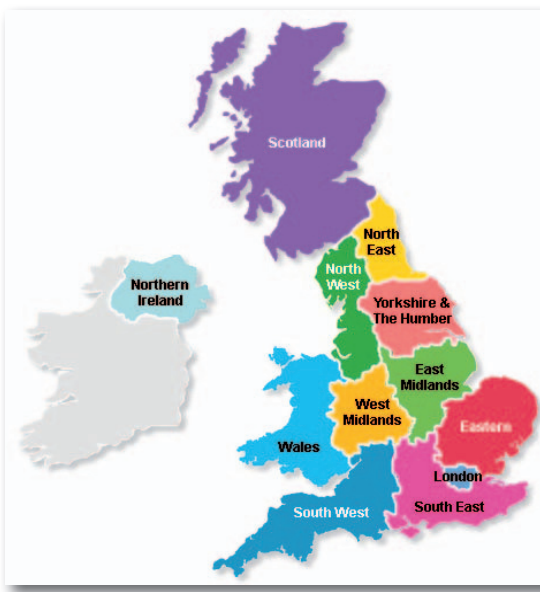 Scotland
North
East
North
West
Northern
Ireland
Yorkshire &
The Humber
East
Midlands
West
Midlands
Eastern
Wales
London
South East
South West